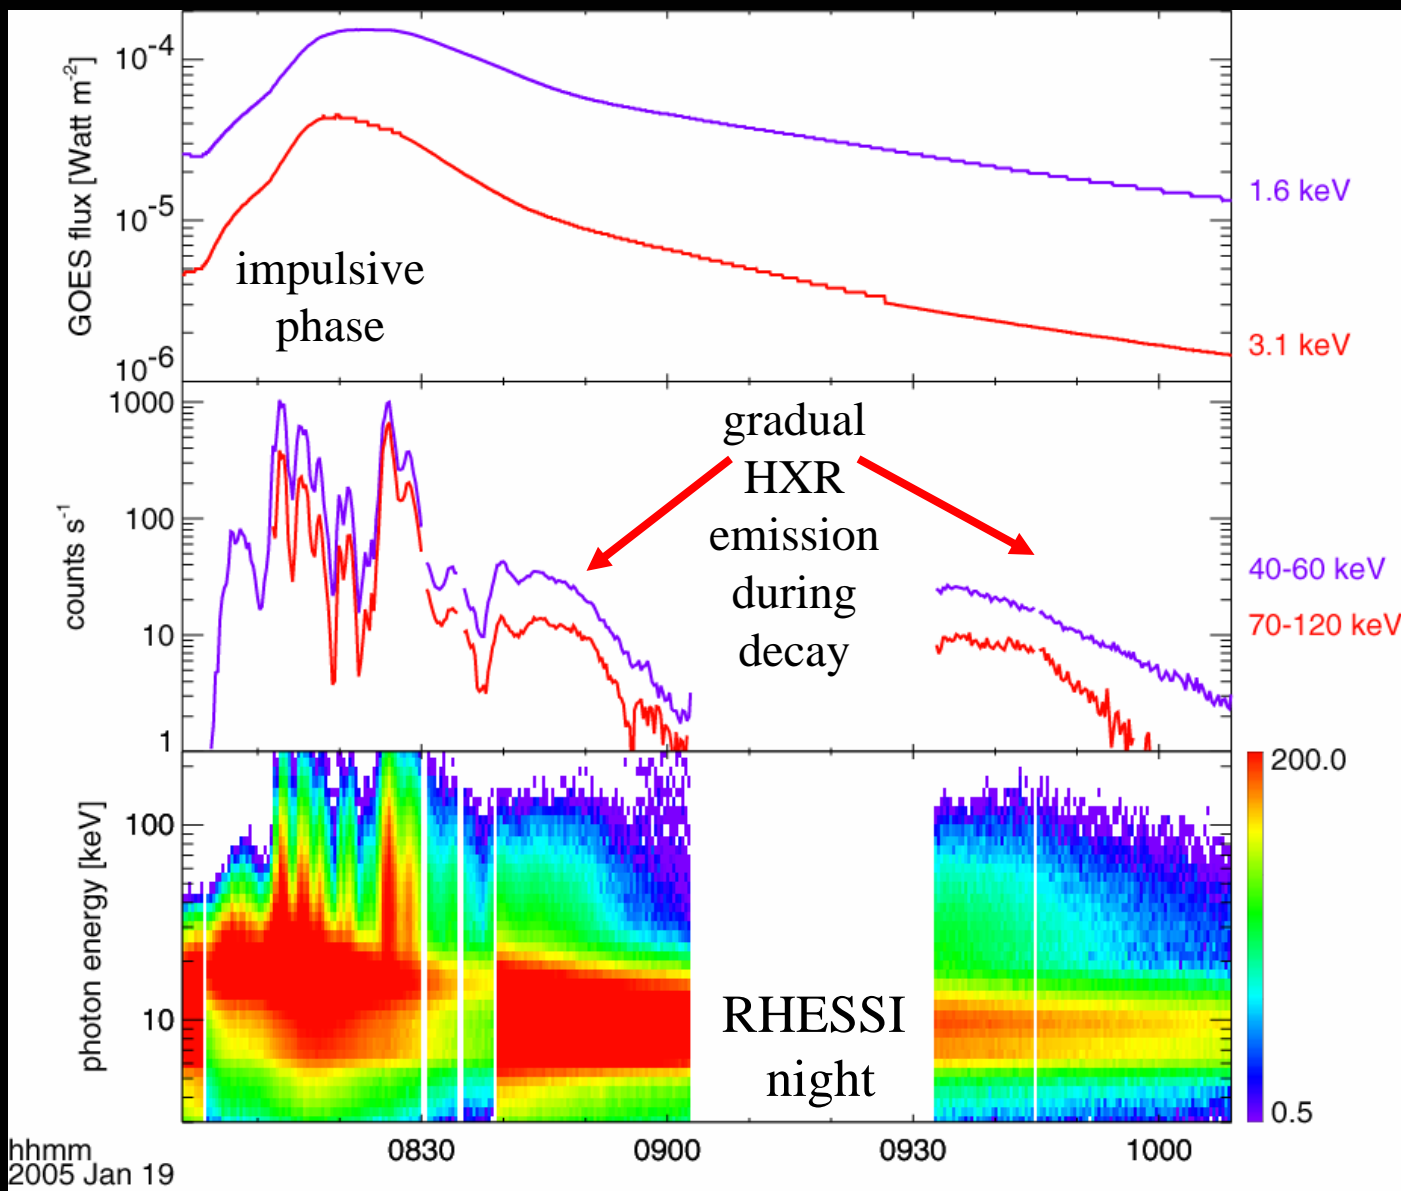 GOES flux [Watt m-2]
10-4
10-5
10-6
impulsive
phase
1.6 keV
3.1 keV
counts s-1
1000
100
10
1
gradual
HXR
emission
during
decay
40-60 keV
70-120 keV
photon energy [keV]
100
10
RHESSI
night
200.0
0.5
hhmm
2005 Jan 19
0830
0900
0930
1000